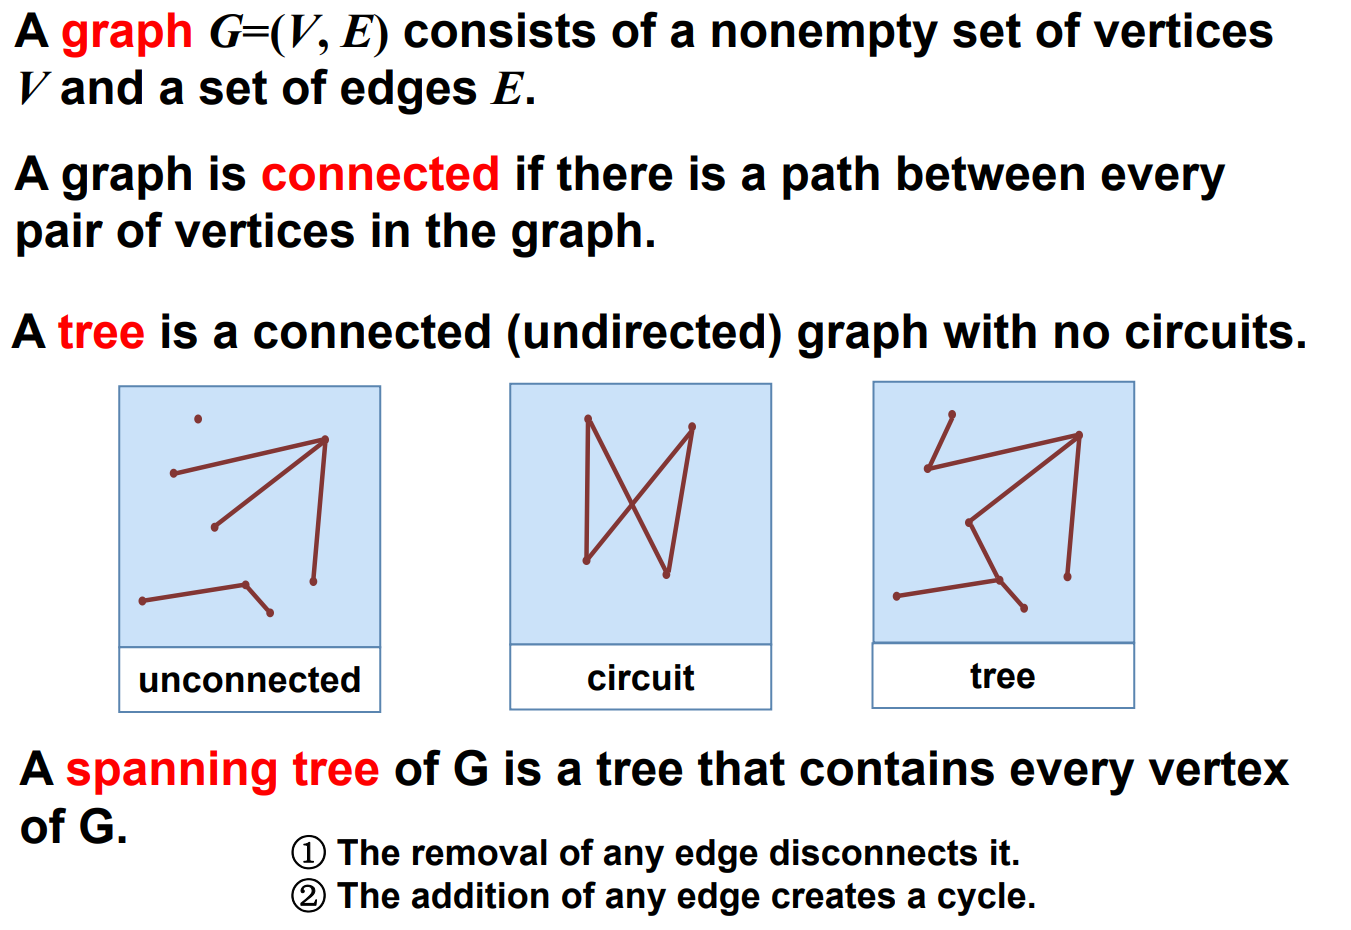 A graph G=(V, E) consists of a nonempty set of vertices
V and a set of edges E.
A graph is connected if there is a path between every
pair of vertices in the graph.
A tree is a connected (undirected) graph with no circuits.
unconnected
circuit
tree
A spanning tree of G is a tree that contains every vertex
of G.
① The removal of any edge disconnects it.
② The addition of any edge creates a cycle.